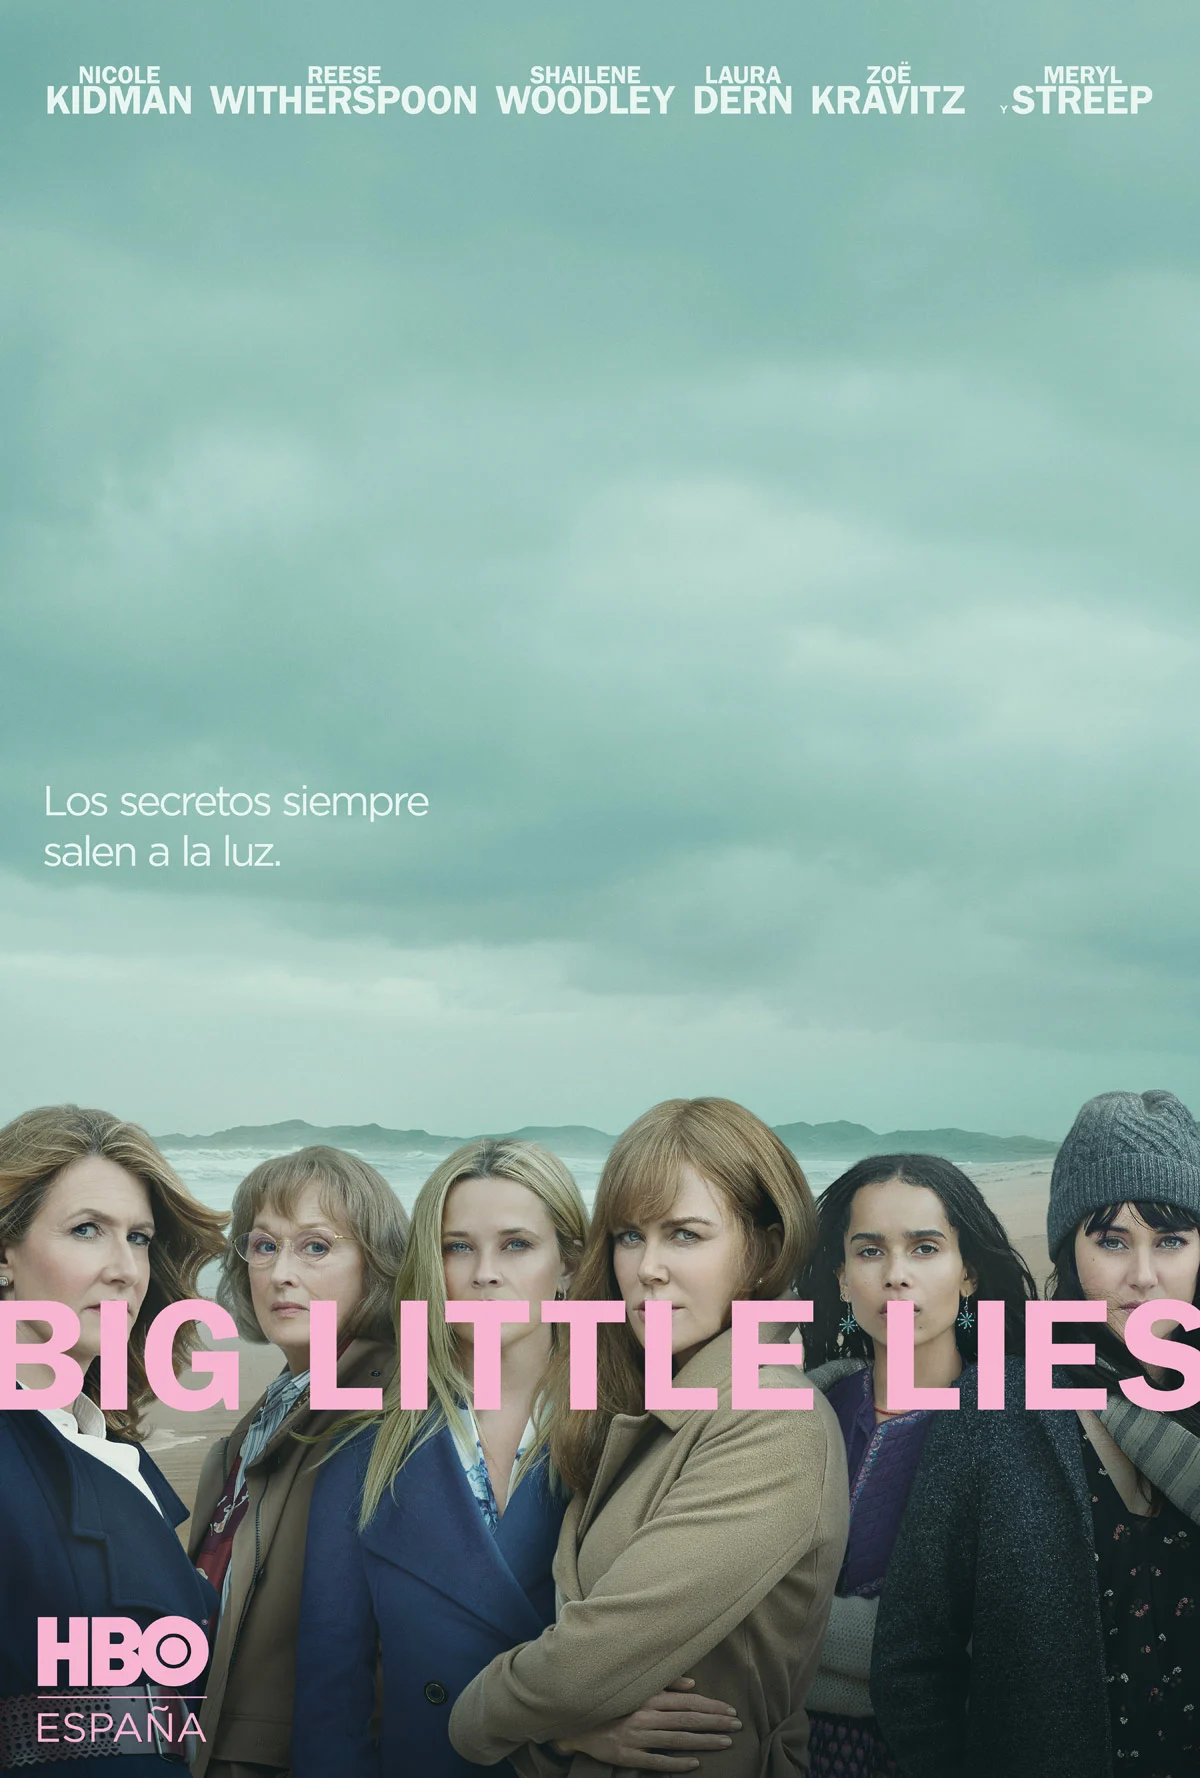 NICOLE KIDMAN REESE WITHERSPOON SHAILENE WOODLEY LAURA DERN ZOË KRAVITZ Y MERYL STREEP
Los secretos siempre
salen a la luz.
BIG LITTLE LIES
HBO®
ESPAÑA